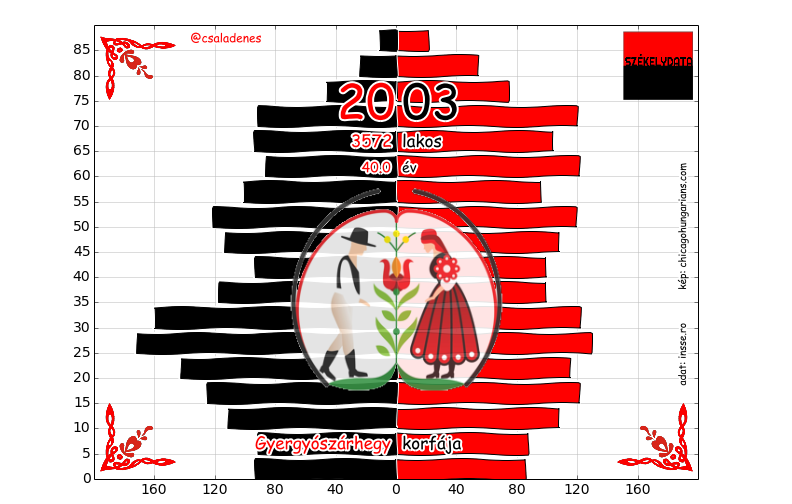 @csaladenes
SZÉKELYDATA
2003
3572 lakos
40.0 év
kép: chicagohungarians.com
adat: insse.ro
Gyergyószárhegy korfája
85
80
75
70
65
60
55
50
45
40
35
30
25
20
15
10
5
0
160 120 80 40 0 40 80 120 160